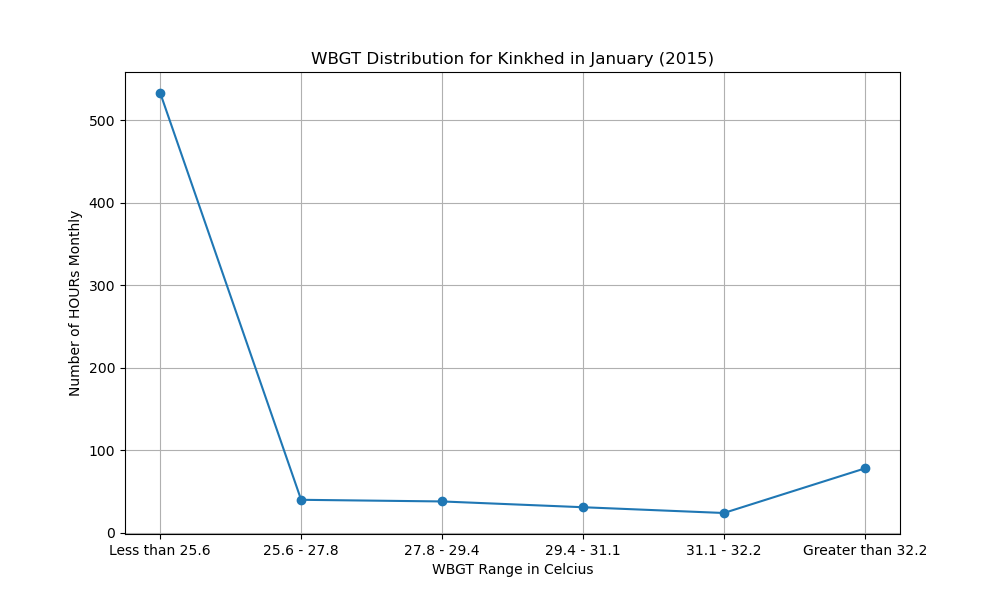 WBGT Distribution for Kinkhed in January (2015)
Number of HOURs Monthly
500
400
300
200
100
0
Less than 25.6
25.6 - 27.8
27.8 - 29.4
29.4 - 31.1
31.1 - 32.2
Greater than 32.2
WBGT Range in Celcius